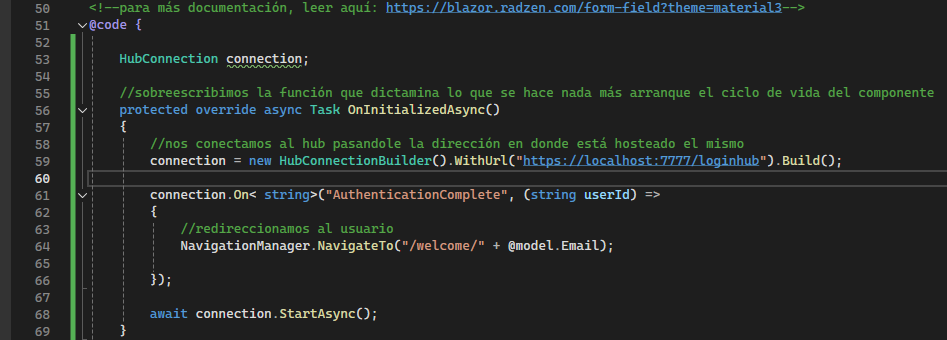 50 <!--para más documentación, leer aquí: https://blazor.radzen.com/form-field?theme=material3-->
51 @code {
52
53 HubConnection connection;
54
55 //sobreescribimos la función que dictamina lo que se hace nada más arranque el ciclo de vida del componente
56 protected override async Task OnInitializedAsync()
57 {
58 //nos conectamos al hub pasandole la dirección en donde está hosteado el mismo
59 connection = new HubConnectionBuilder().WithUrl("https://localhost:7777/loginhub").Build();
60
61 connection.On< string>("AuthenticationComplete", (string userId) =>
62 {
63 //redireccionamos al usuario
64 NavigationManager.NavigateTo("/welcome/" + @model.Email);
65
66 });
67
68 await connection.StartAsync();
69 }